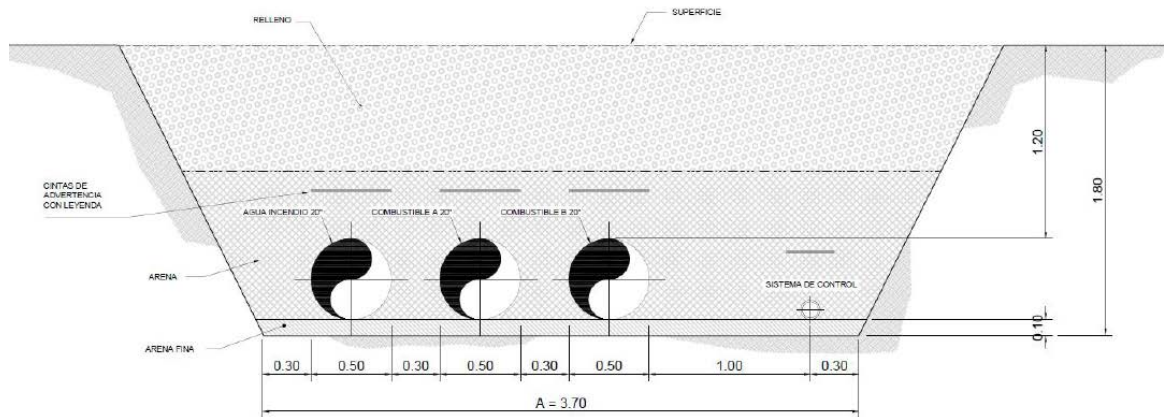 SUPERFICIE
RELLENO
1.20
1.80
CINTAS DE
ADVERTENCIA
CON LEYENDA
AGUA INCENDIO 20"
COMBUSTIBLE A 20"
COMBUSTIBLE B 20"
ARENA
SISTEMA DE CONTROL
0.10
ARENA FINA
0.30
0.50
0.30
0.50
0.30
0.50
1.00
0.30
A = 3.70